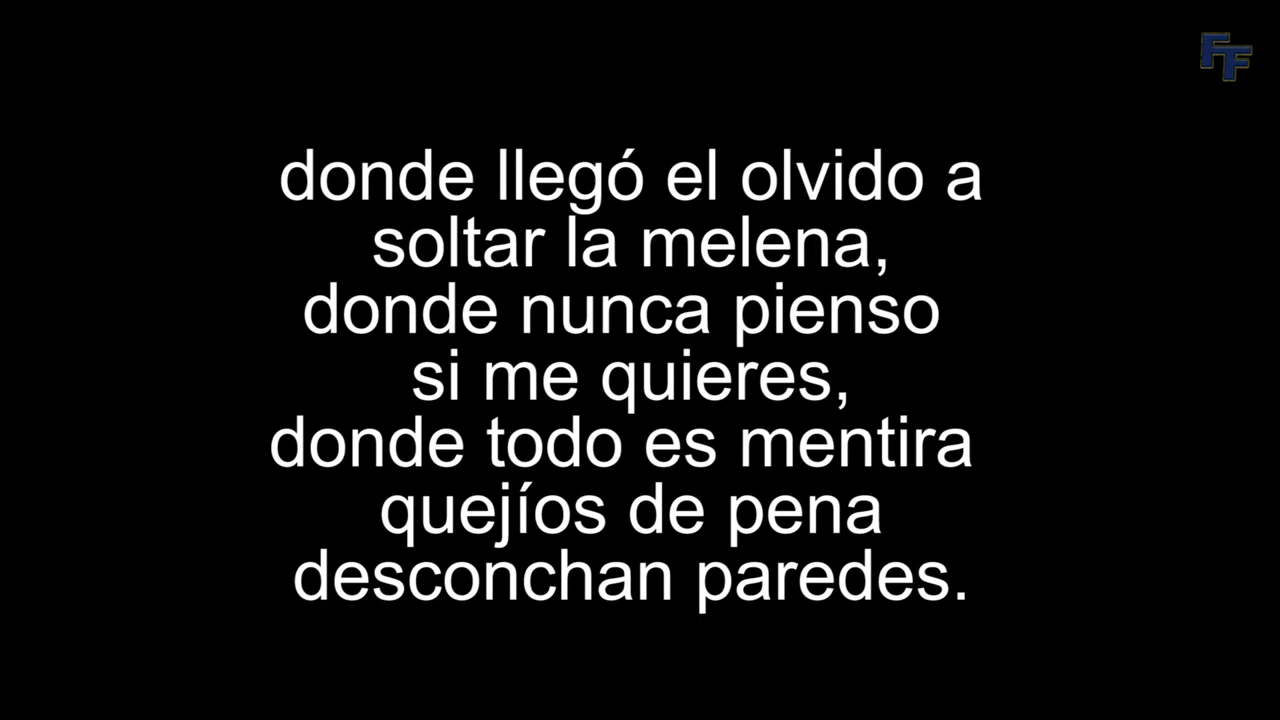 FF
donde llegó el olvido a
soltar la melena,
donde nunca pienso
si me quieres,
donde todo es mentira
quejíos de pena
desconchan paredes.